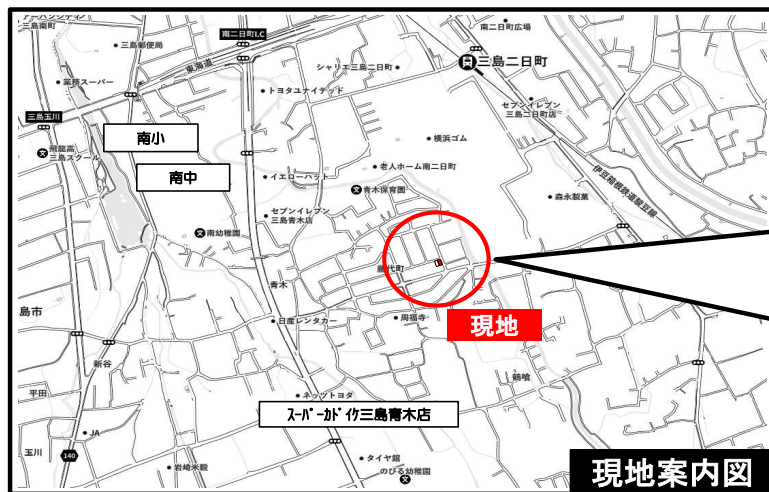 アーバンシティ
三島南町
三島郵便局
南二日町I.C
南二日町広場
東海道
シャリエ三島二日町
三島二日町
業務スーパー
トヨタユナイテッド
セブンイレブン
三島二日町店
三島玉川
南小
横浜ゴム
飛龍高
三島スクール
南中
イエローハット
老人ホーム南二日町
伊豆箱根鉄道駿豆線
青木保育園
森永製菓
セブンイレブン
三島青木店
南幼稚園
藤代町
青木
島市
日産レンタカー
周福寺
現地
新谷
平田
ネッツトヨタ
鶴喰
スーパーカドイケ三島青木店
JA
玉川
140
岩崎米穀
タイヤ館
のびる幼稚園
現地案内図